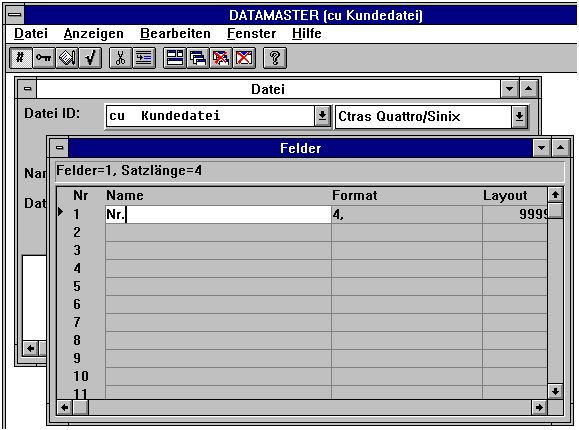 DATAMASTER (cu Kundedatei)
Datei Anzeigen Bearbeiten Fenster Hilfe
Datei
Datei ID: cu Kundedatei Ctras Quattro/Sinix
Felder
Nar
Felder=1, Satzlänge=4
Dat
Nr Name Format Layout
1 Nr. 4, 9999
2
3
4
5
6
7
8
9
10
11